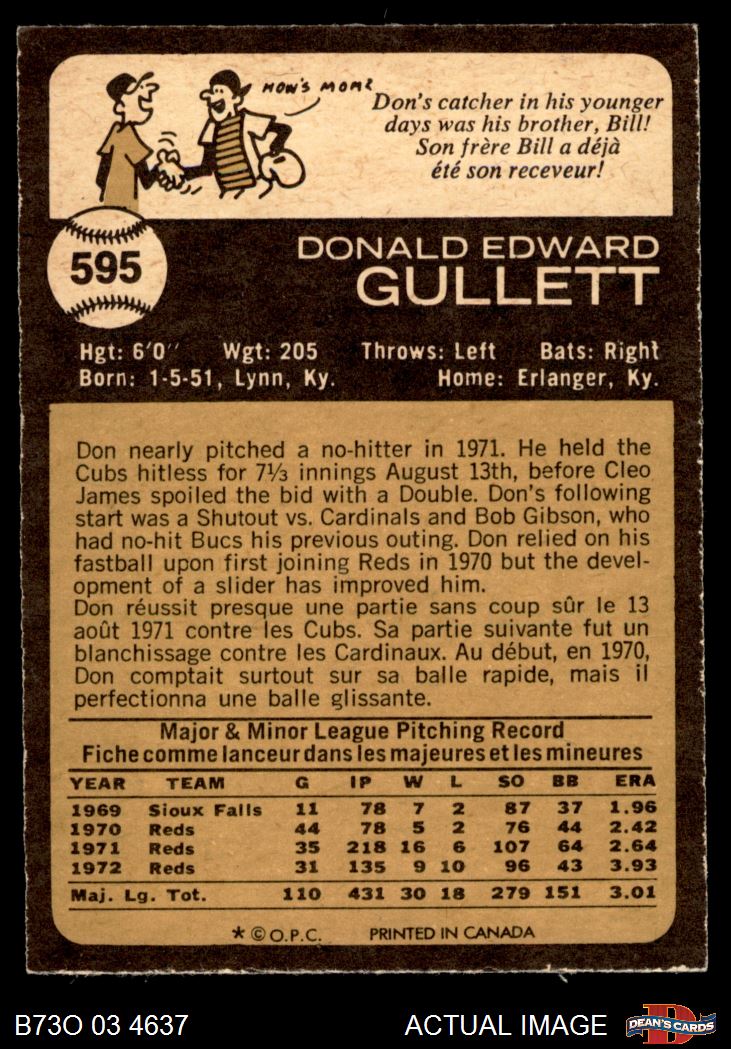 HOW'S MOM?
Don's catcher in his younger
days was his brother, Bill!
Son frère Bill a déjà
été son receveur!
595
DONALD EDWARD
GULLETT
Hgt: 6'0" Wgt: 205 Throws: Left Bats: Right
Born: 1-5-51, Lynn, Ky. Home: Erlanger, Ky.
Don nearly pitched a no-hitter in 1971. He held the
Cubs hitless for 7⅓ innings August 13th, before Cleo
James spoiled the bid with a Double. Don's following
start was a Shutout vs. Cardinals and Bob Gibson, who
had no-hit Bucs his previous outing. Don relied on his
fastball upon first joining Reds in 1970 but the devel-
opment of a slider has improved him.
Don réussit presque une partie sans coup sûr le 13
août 1971 contre les Cubs. Sa partie suivante fut un
blanchissage contre les Cardinaux. Au début, en 1970,
Don comptait surtout sur sa balle rapide, mais il
perfectionna une balle glissante.
Major & Minor League Pitching Record
Fiche comme lanceur dans les majeures et les mineures
YEAR TEAM G IP W L SO BB ERA
1969 Sioux Falls 11 78 7 2 87 37 1.96
1970 Reds 44 78 5 2 76 44 2.42
1971 Reds 35 218 16 6 107 64 2.64
1972 Reds 31 135 9 10 96 43 3.93
Maj. Lg. Tot. 110 431 30 18 279 151 3.01
* © O.P.C. PRINTED IN CANADA
B73O 03 4637 ACTUAL IMAGE D DEAN'S CARDS